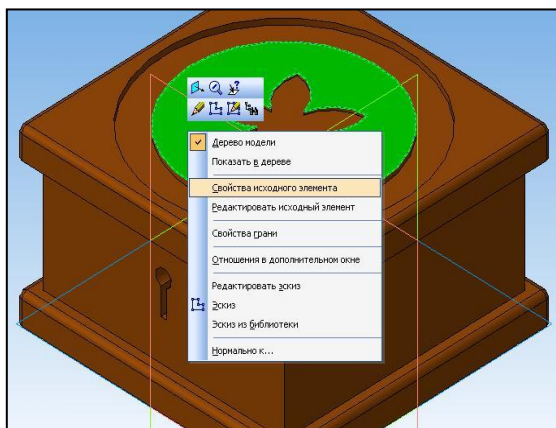 Дерево модели
Показать в дереве
Свойства исходного элемента
Редактировать исходный элемент
Свойства грани
Отношения в дополнительном окне
Редактировать эскиз
Эскиз
Эскиз из библиотеки
Нормально к...